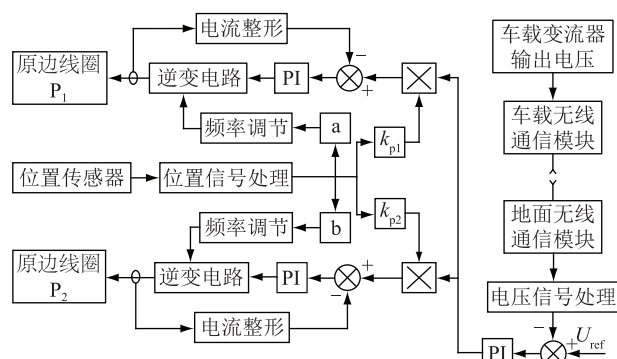 电流整形
车载变流器
输出电压
原边线圈
P1
逆变电路
PI
−
+
车载无线
通信模块
频率调节
a
kp1
位置传感器
位置信号处理
频率调节
b
kp2
地面无线
通信模块
原边线圈
P2
逆变电路
PI
+
−
电压信号处理
电流整形
PI
−
+
Uref